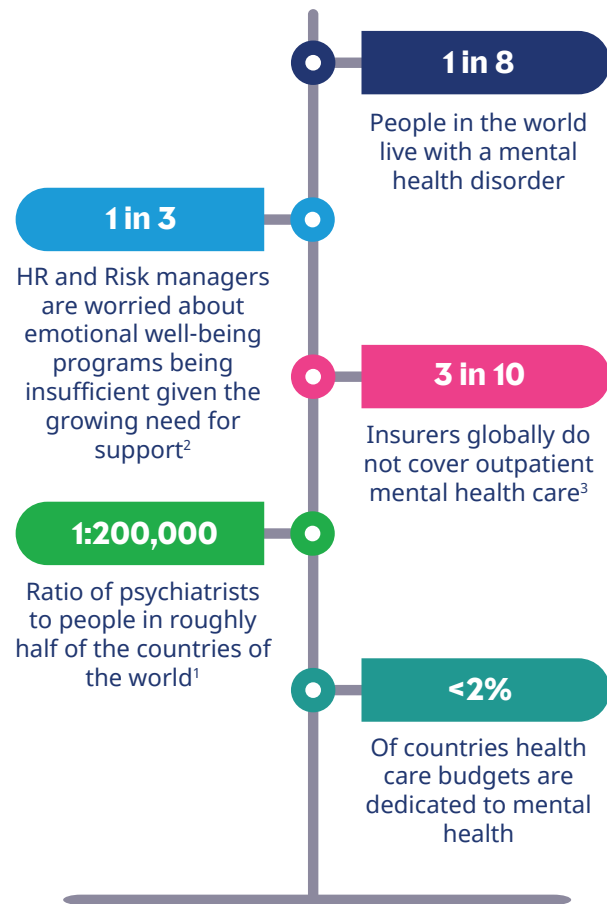 1 in 8
People in the world
live with a mental
health disorder
1 in 3
HR and Risk managers
are worried about
emotional well-being
programs being
insufficient given the
growing need for
support²
3 in 10
Insurers globally do
not cover outpatient
mental health care³
1:200,000
Ratio of psychiatrists
to people in roughly
half of the countries of
the world¹
<2%
Of countries health
care budgets are
dedicated to mental
health